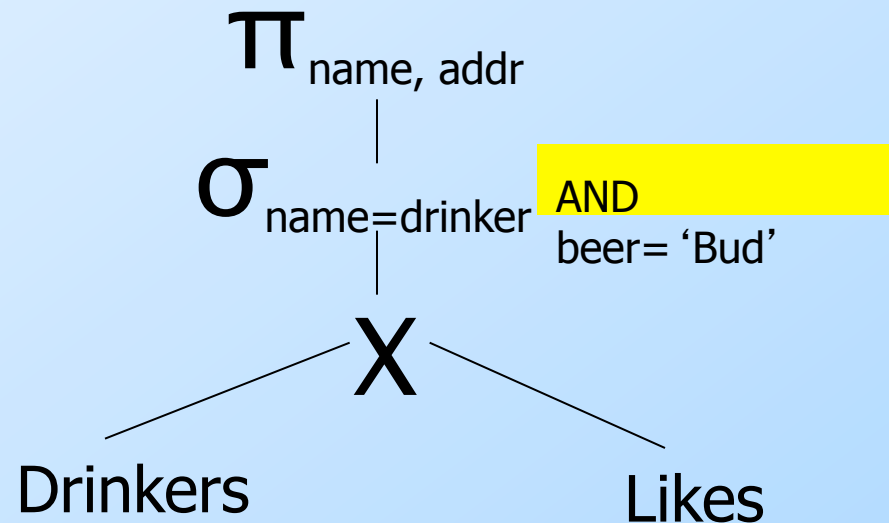 π name, addr
σ name=drinker AND
beer= ‘Bud’
X
Drinkers Likes